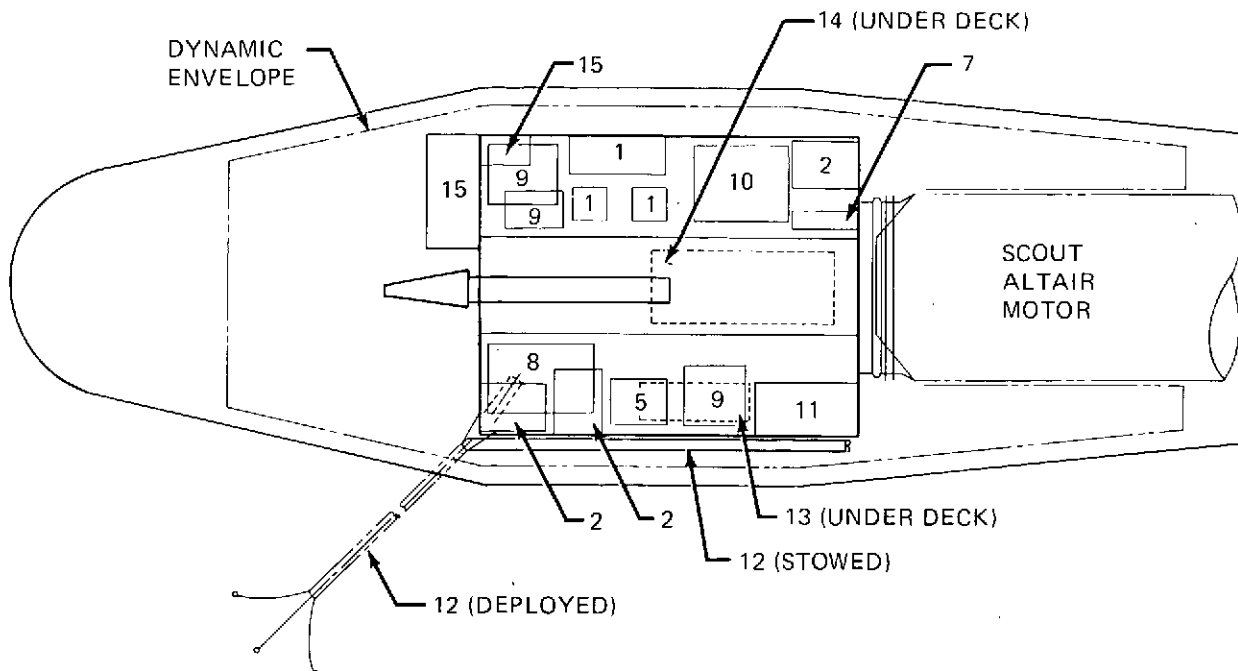 14 (UNDER DECK)
DYNAMIC
ENVELOPE
15
7
1
2
15
9
10
9
1
1
SCOUT
ALTAIR
MOTOR
8
5
9
11
2
2
13 (UNDER DECK)
12 (STOWED)
12 (DEPLOYED)